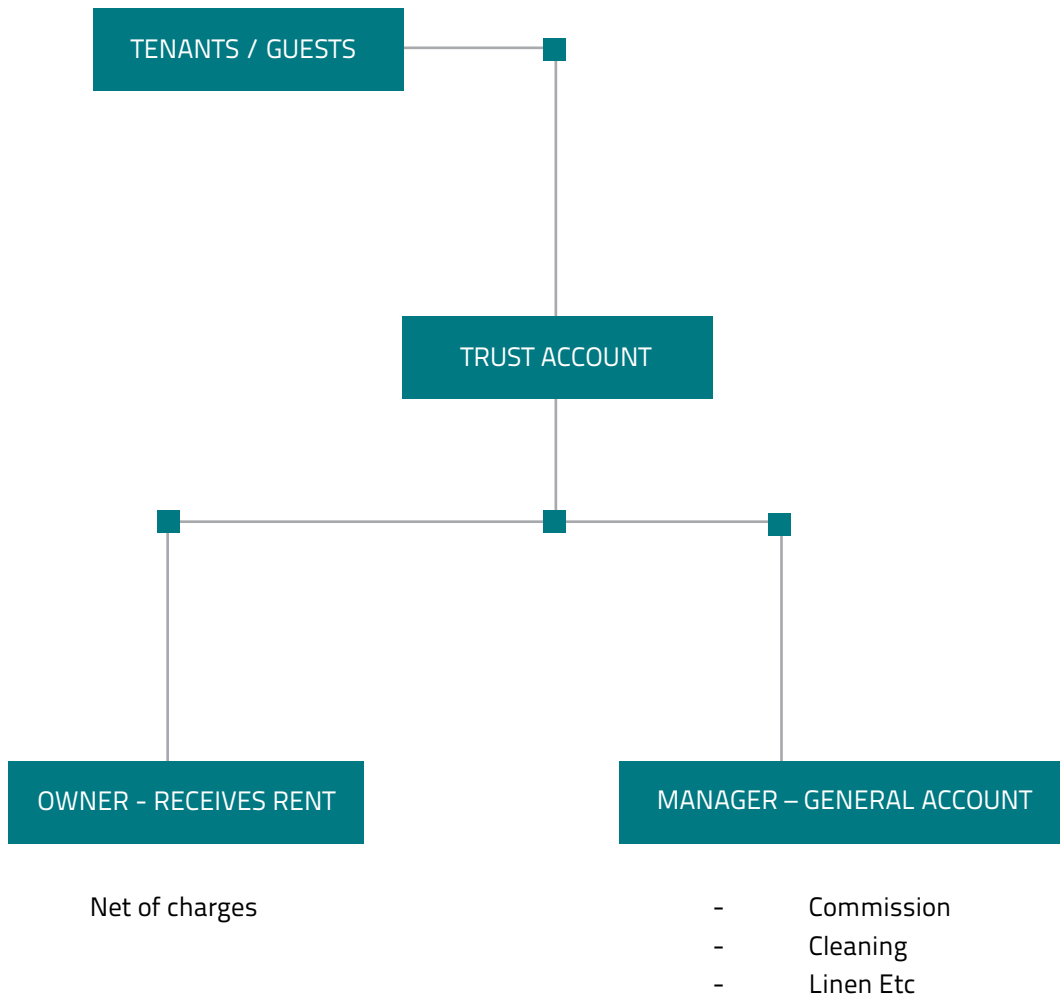 TENANTS / GUESTS
TRUST ACCOUNT
OWNER - RECEIVES RENT
MANAGER – GENERAL ACCOUNT
Net of charges
- Commission
- Cleaning
- Linen Etc